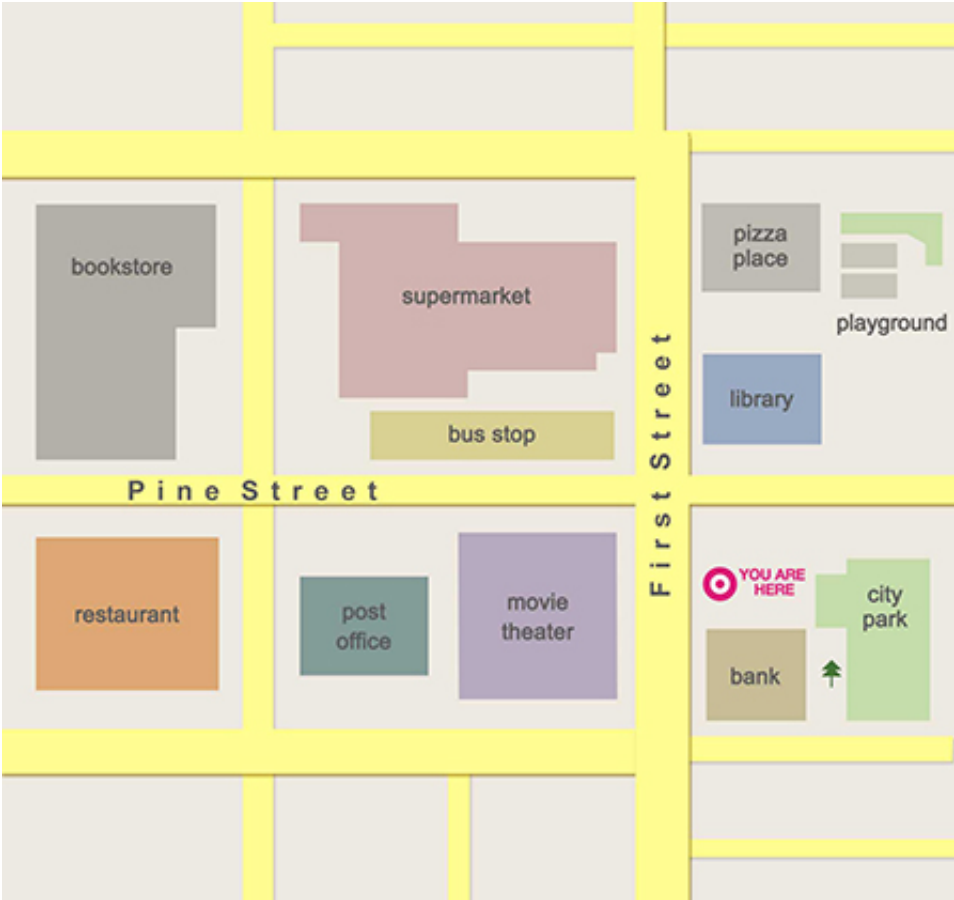 bookstore
supermarket
pizza
place
playground
library
bus stop
Pine Street
First Street
restaurant
post
office
movie
theater
YOU ARE
HERE
city
park
bank